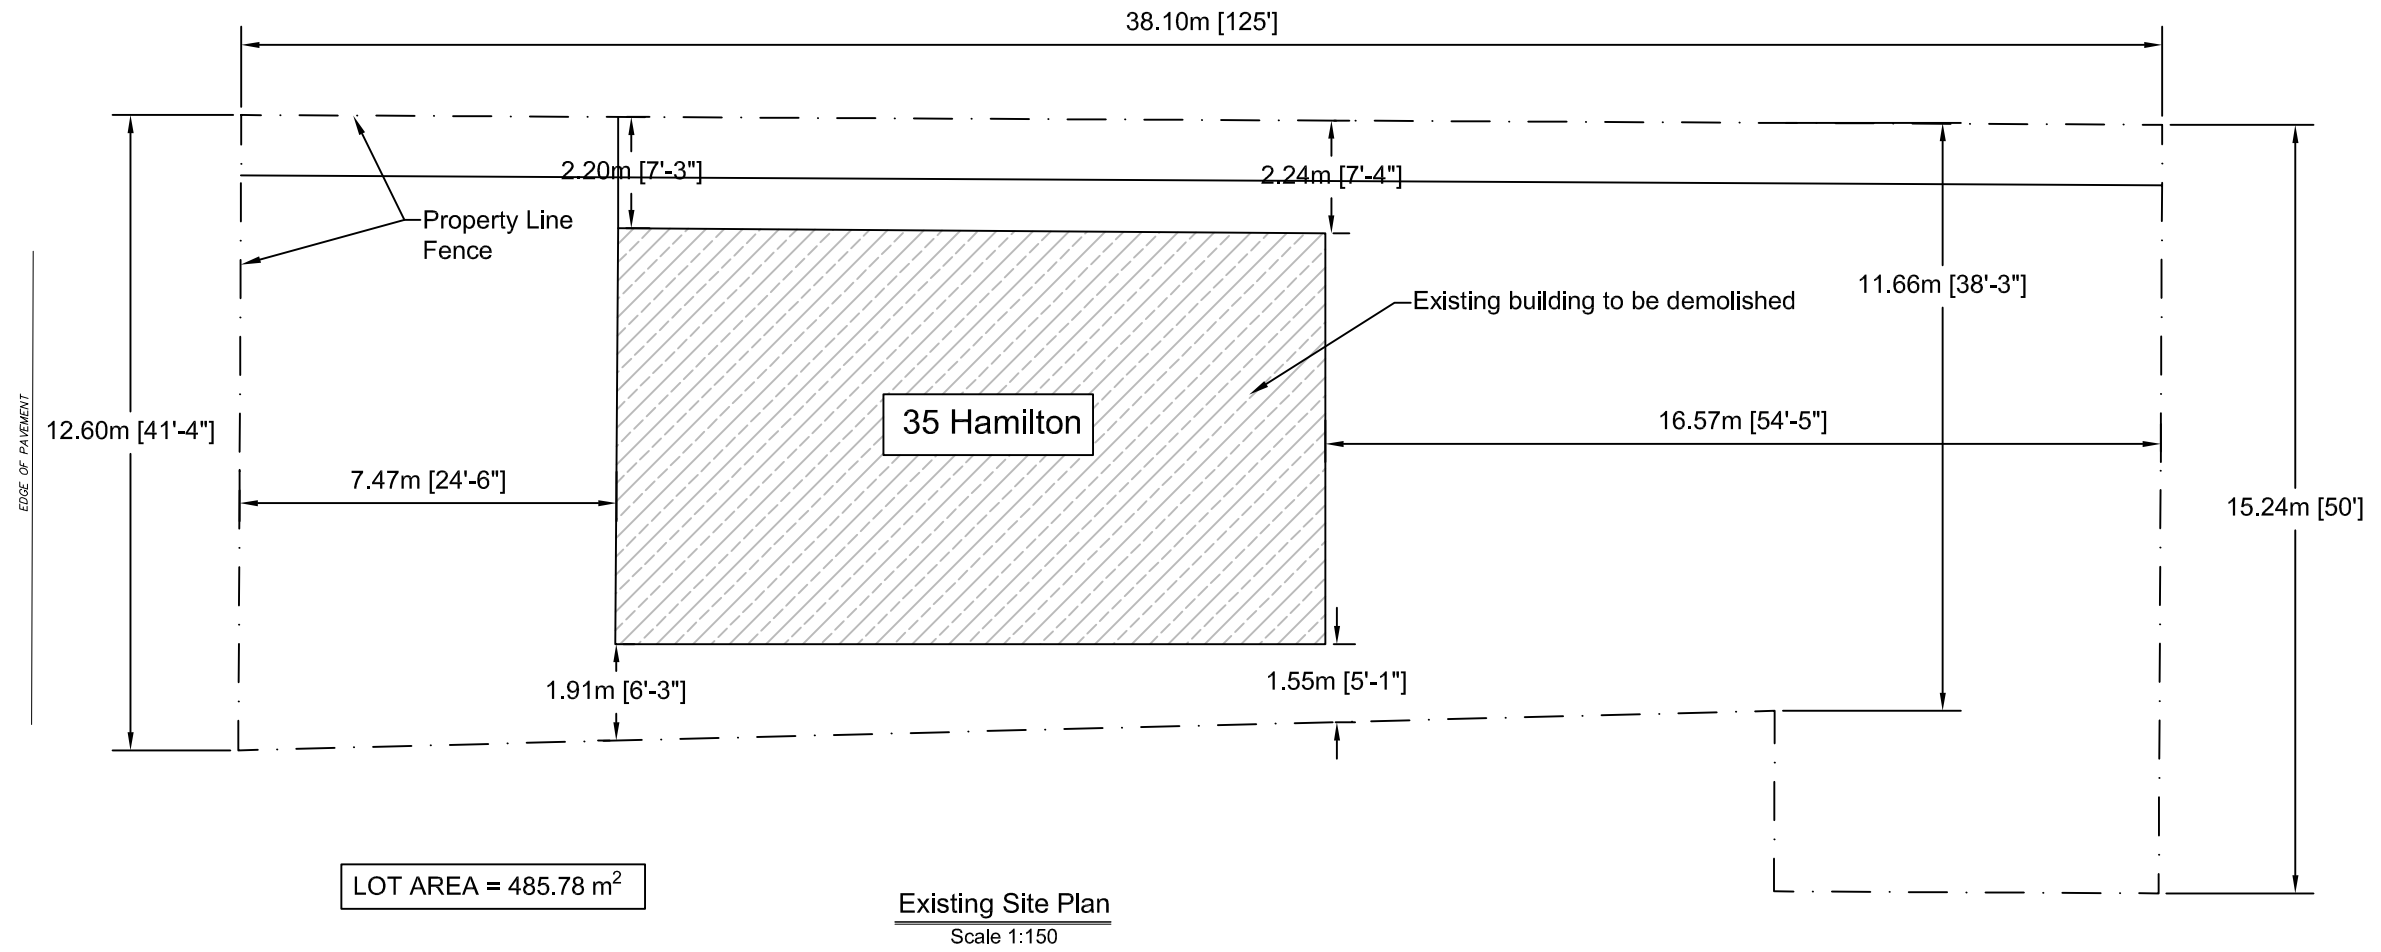 38.10m [125']
2.20m [7'-3"]
2.24m [7'-4"]
Property Line
Fence
11.66m [38'-3"]
Existing building to be demolished
EDGE OF PAVEMENT
12.60m [41'-4"]
35 Hamilton
16.57m [54'-5"]
7.47m [24'-6"]
15.24m [50']
1.91m [6'-3"]
1.55m [5'-1"]
LOT AREA = 485.78 m²
Existing Site Plan
Scale 1:150